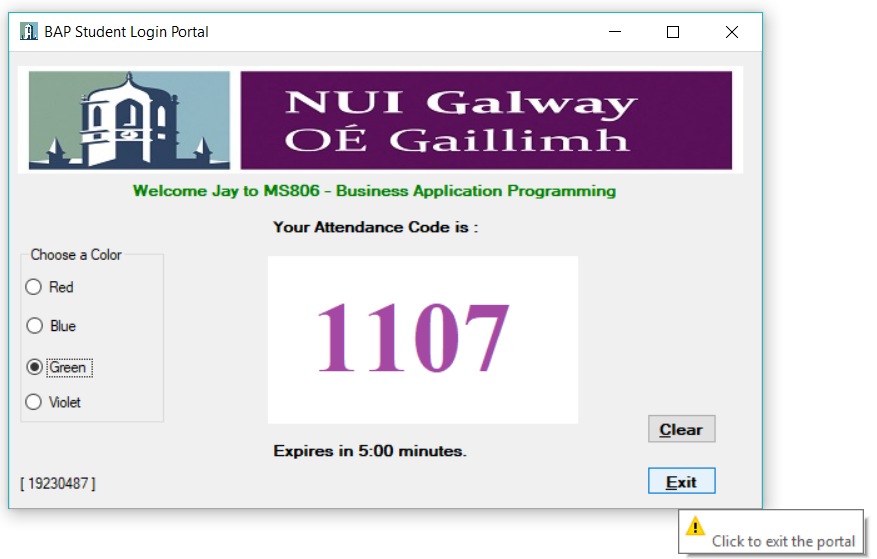 BAP Student Login Portal
NUI Galway
OÉ Gaillimh
Welcome Jay to MS806 - Business Application Programming
Your Attendance Code is :
Choose a Color
Red
Blue
Green
Violet
1107
Expires in 5:00 minutes.
Clear
Exit
[ 19230487 ]
Click to exit the portal